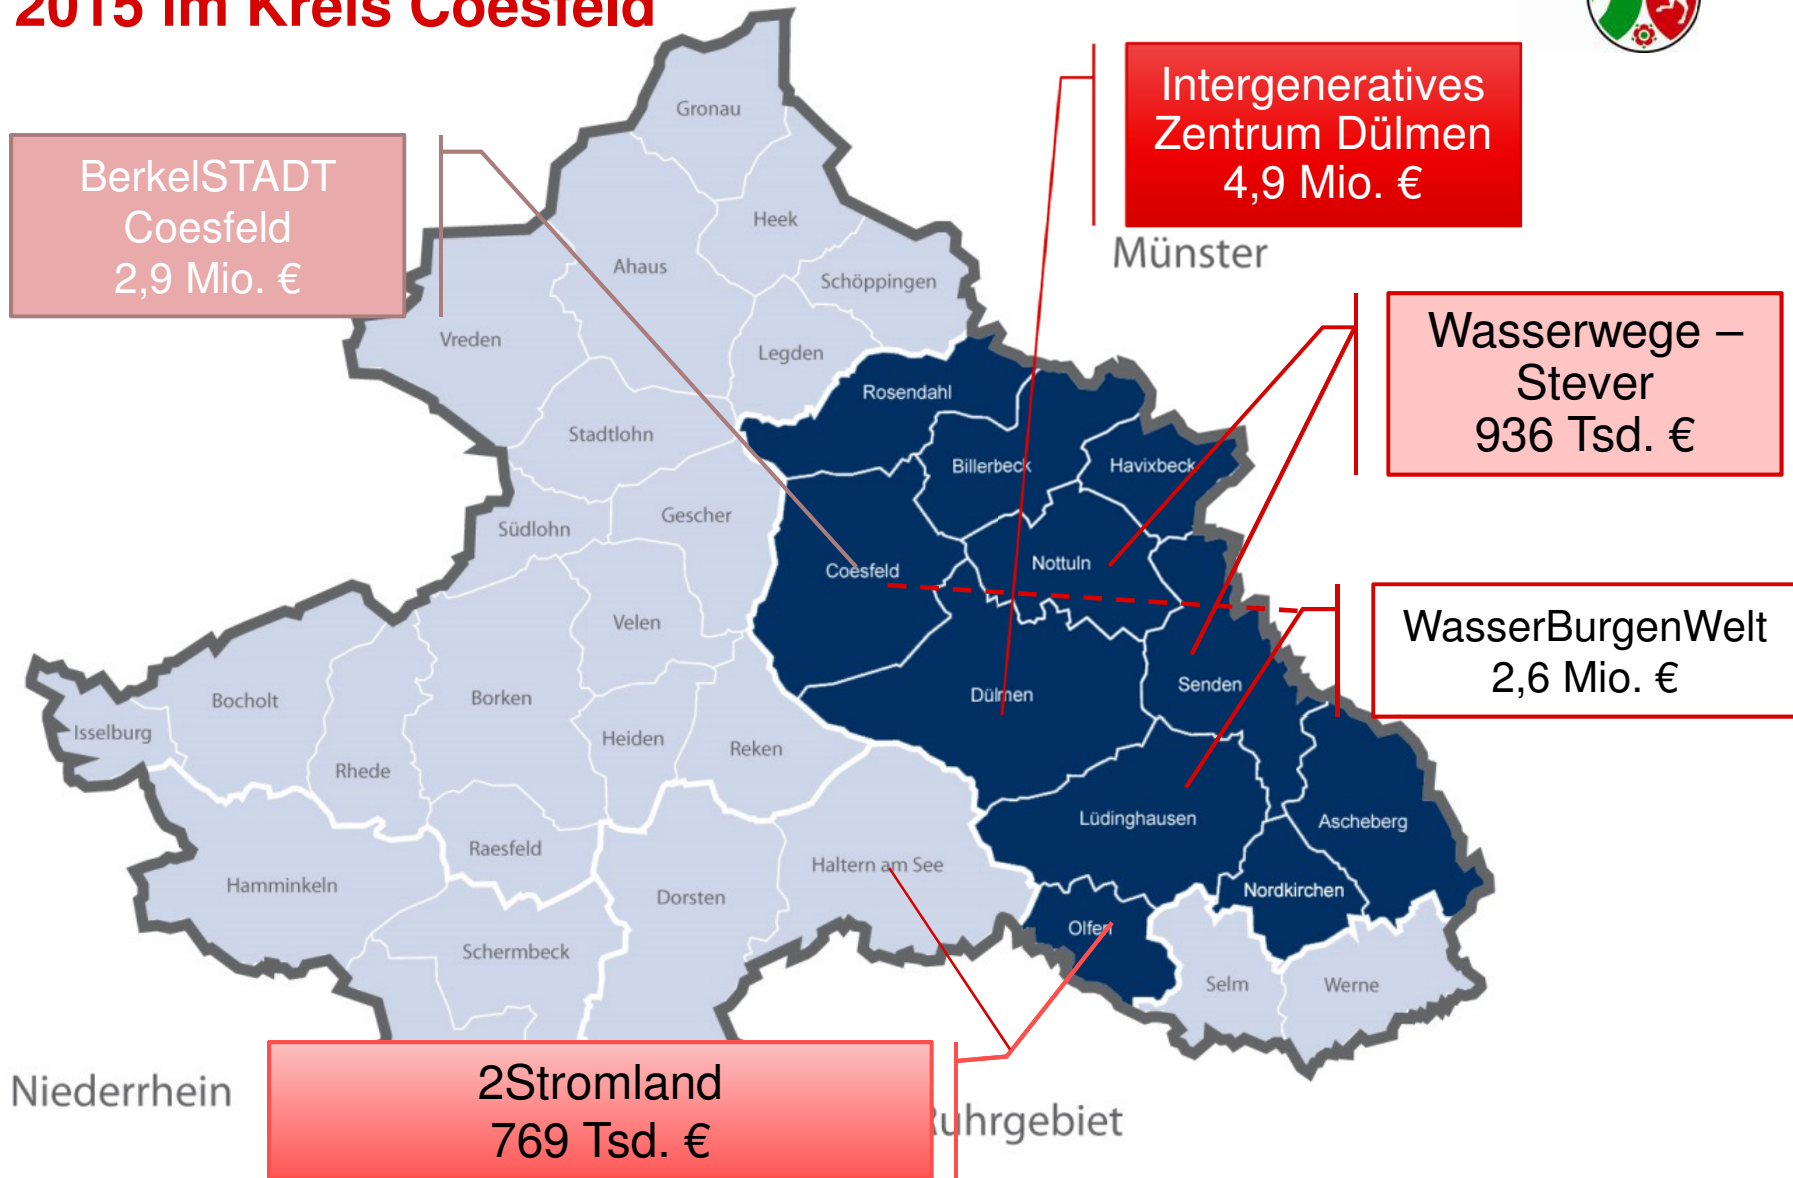 2015 im Kreis Coesfeld
Intergeneratives
Zentrum Dülmen
4,9 Mio. €
BerkelSTADT
Coesfeld
2,9 Mio. €
Gronau
Heek
Ahaus
Schöppingen
Münster
Vreden
Legden
Wasserwege –
Stever
936 Tsd. €
Rosendahl
Stadtlohn
Billerbeck
Havixbeck
Gescher
Südlohn
Coesfeld
Nottuln
Velen
WasserBurgenWelt
2,6 Mio. €
Bocholt
Borken
Dülmen
Senden
Isselburg
Heiden
Reken
Rhede
Lüdinghausen
Ascheberg
Raesfeld
Haltern am See
Hamminkeln
Dorsten
Nordkirchen
Olfen
Schermbeck
Selm
Werne
Niederrhein
2Stromland
769 Tsd. €
Ruhrgebiet